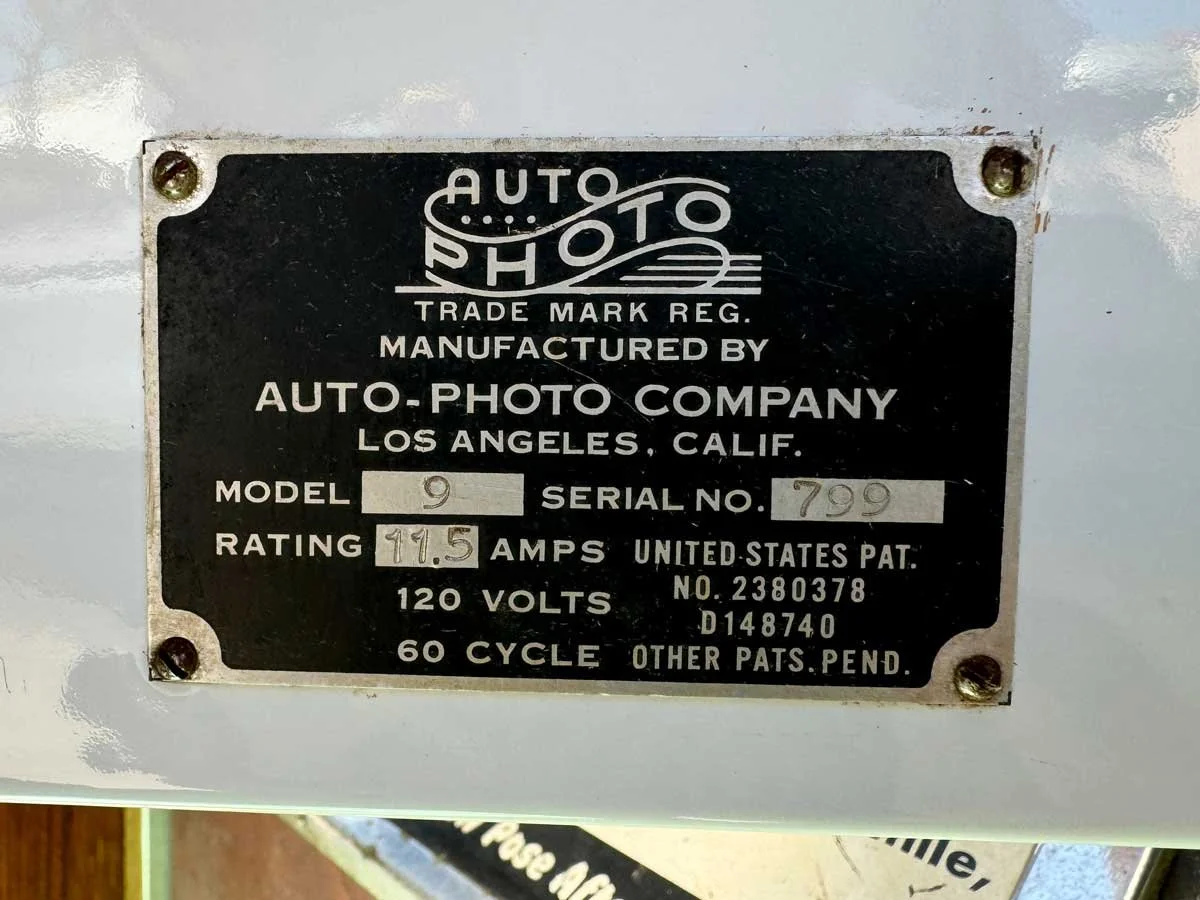 AUTO
PHOTO
TRADE MARK REG.
MANUFACTURED BY
AUTO-PHOTO COMPANY
LOS ANGELES, CALIF.
MODEL 9 SERIAL NO. 799
RATING 11.5 AMPS UNITED STATES PAT.
NO. 2380378
120 VOLTS
D148740
60 CYCLE OTHER PATS. PEND.
Pose